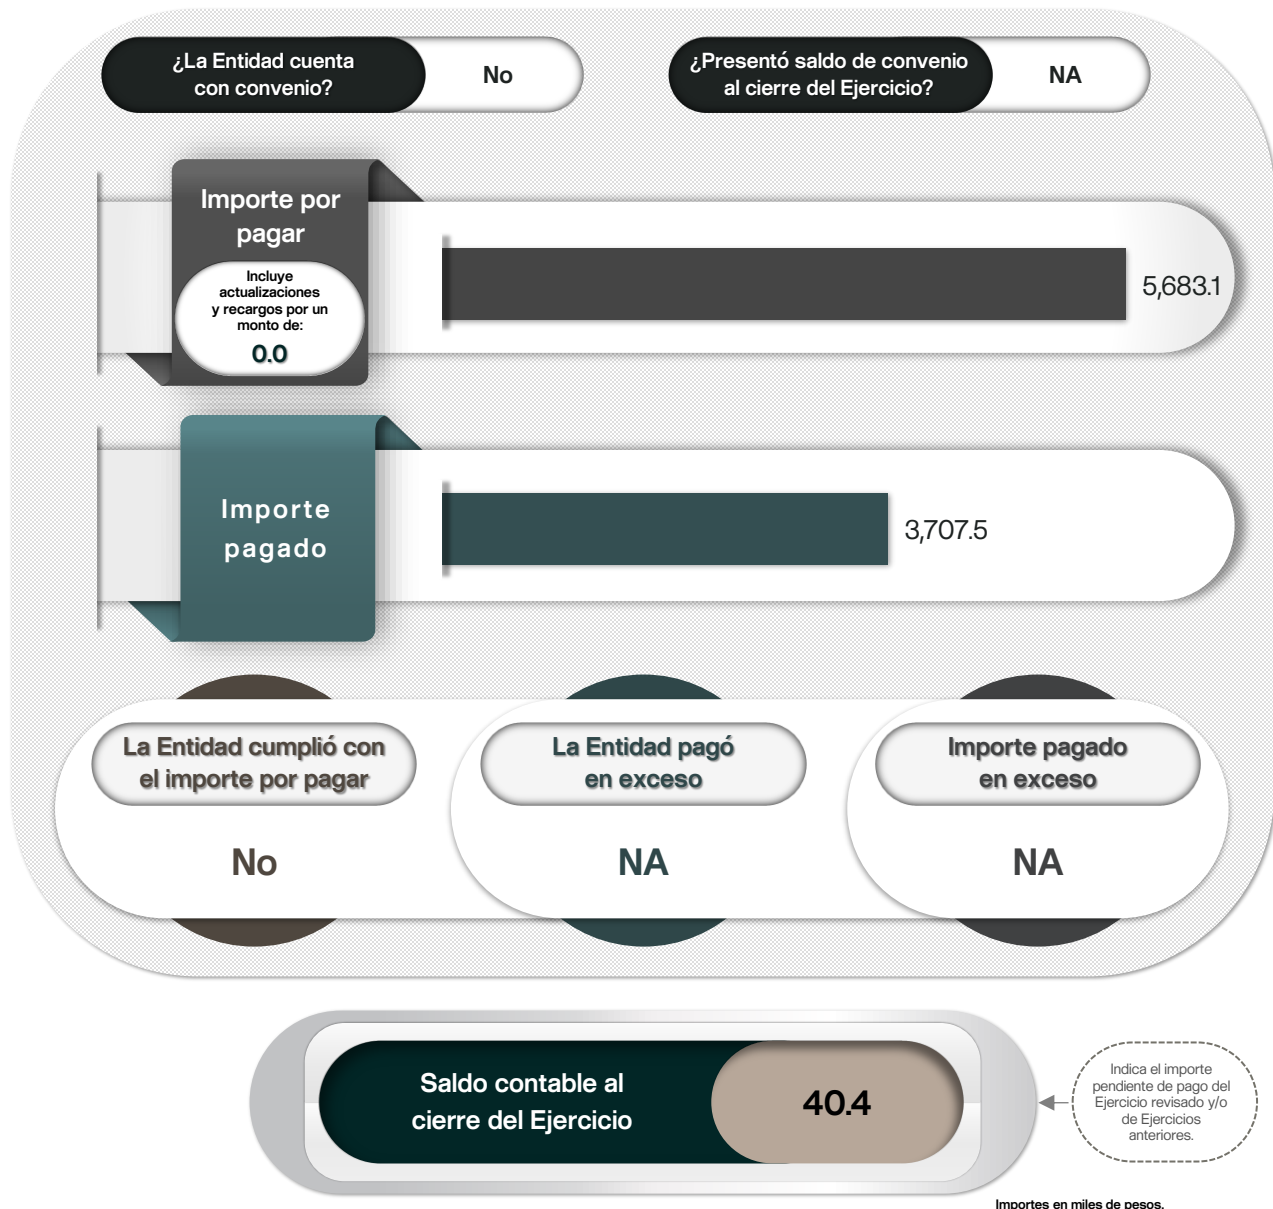 ¿La Entidad cuenta
con convenio?
No
¿Presentó saldo de convenio
al cierre del Ejercicio?
NA
Importe por
pagar
Incluye
actualizaciones
y recargos por un
monto de:
0.0
5,683.1
Importe
pagado
3,707.5
La Entidad cumplió con
el importe por pagar
No
La Entidad pagó
en exceso
NA
Importe pagado
en exceso
NA
Saldo contable al
cierre del Ejercicio
40.4
Indica el importe
pendiente de pago del
Ejercicio revisado y/o
de Ejercicios
anteriores.
Importes en miles de pesos.